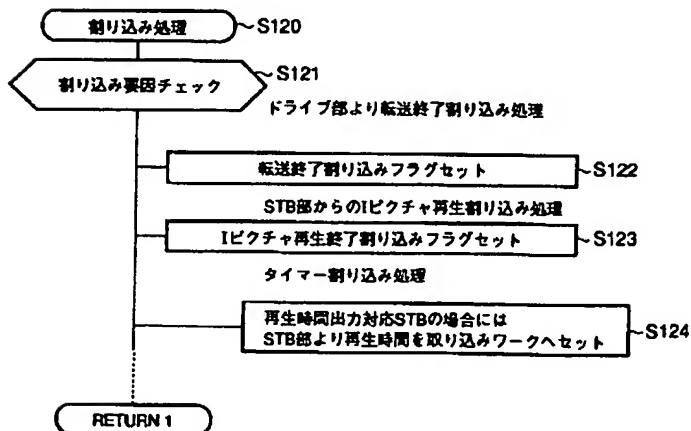 割り込み処理
S120
割り込み要因チェック
S121
ドライブ部より転送終了割り込み処理
転送終了割り込みフラグセット
S122
STB部からのIピクチャ再生割り込み処理
Iピクチャ再生終了割り込みフラグセット
S123
タイマー割り込み処理
再生時間出力対応STBの場合には
STB部より再生時間を取り込みワークへセット
S124
RETURN 1